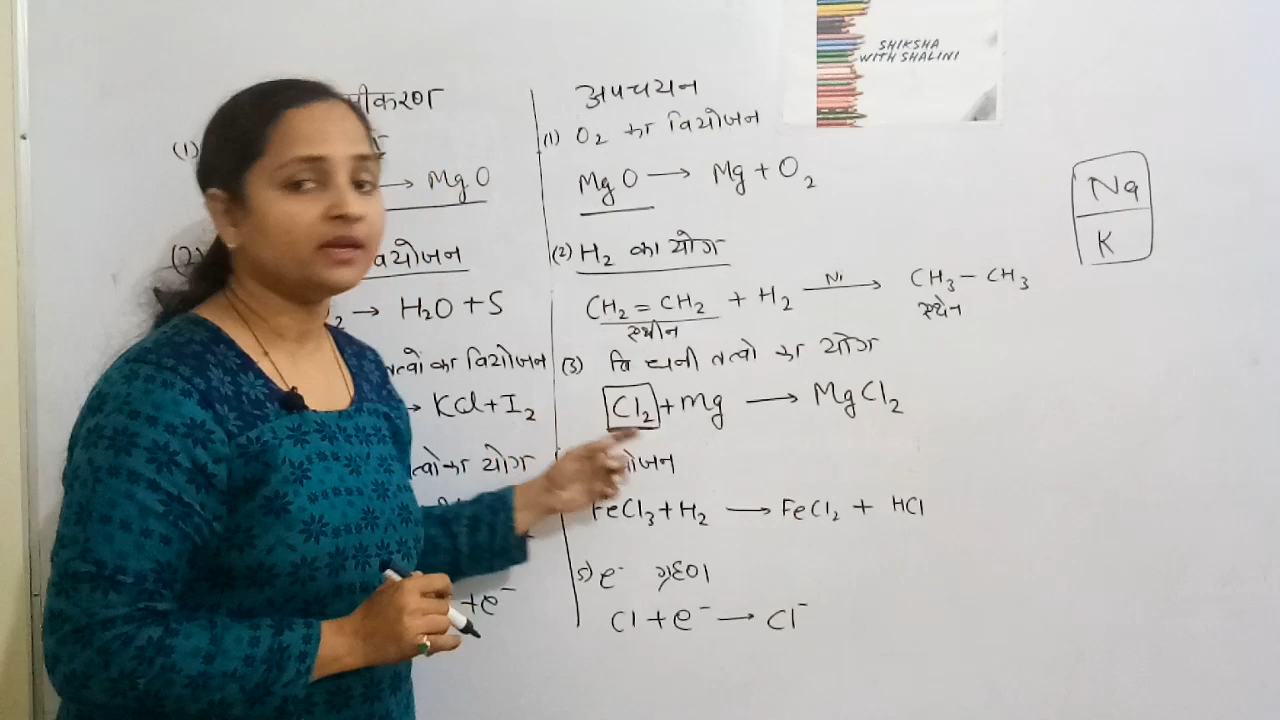 SHIKSHA
WITH SHALINI
मीकरण
(1)
→ MgO
(2) वियोजन
2 → H2O + S
तत्वों का वियोजन
→ KCl + I2
त्वो का योग
+ e-
अपचयन
(1) O2 का वियोजन
MgO → Mg + O2
(2) H2 का योग
CH2 = CH2 + H2 Ni → CH3 - CH3
एथीन एथेन
(3) वि धनी तत्वो का योग
Cl2 + Mg → MgCl2
योजन
FeCl3 + H2 → FeCl2 + HCl
5) e- ग्रहण
Cl + e- → Cl-
Na
K